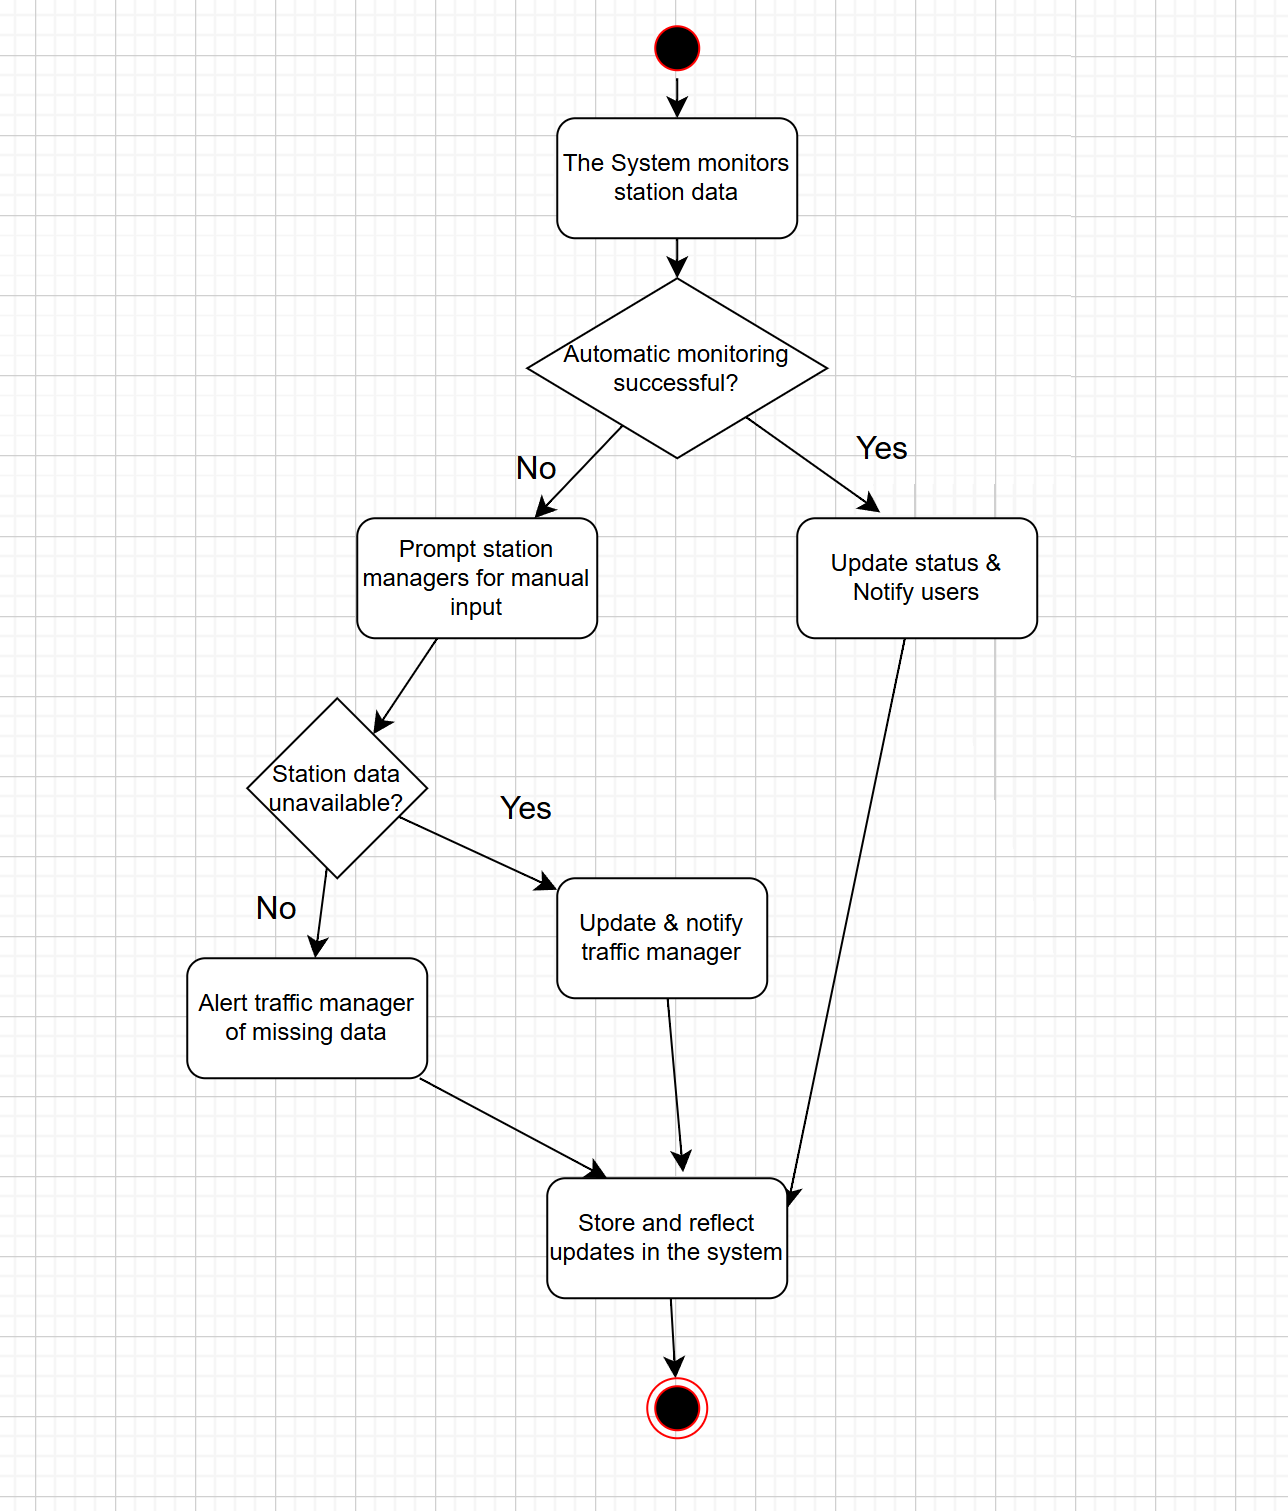 The System monitors
station data
Automatic monitoring
successful?
No
Yes
Prompt station
managers for manual
input
Update status &
Notify users
Station data
unavailable?
Yes
No
Update & notify
traffic manager
Alert traffic manager
of missing data
Store and reflect
updates in the system